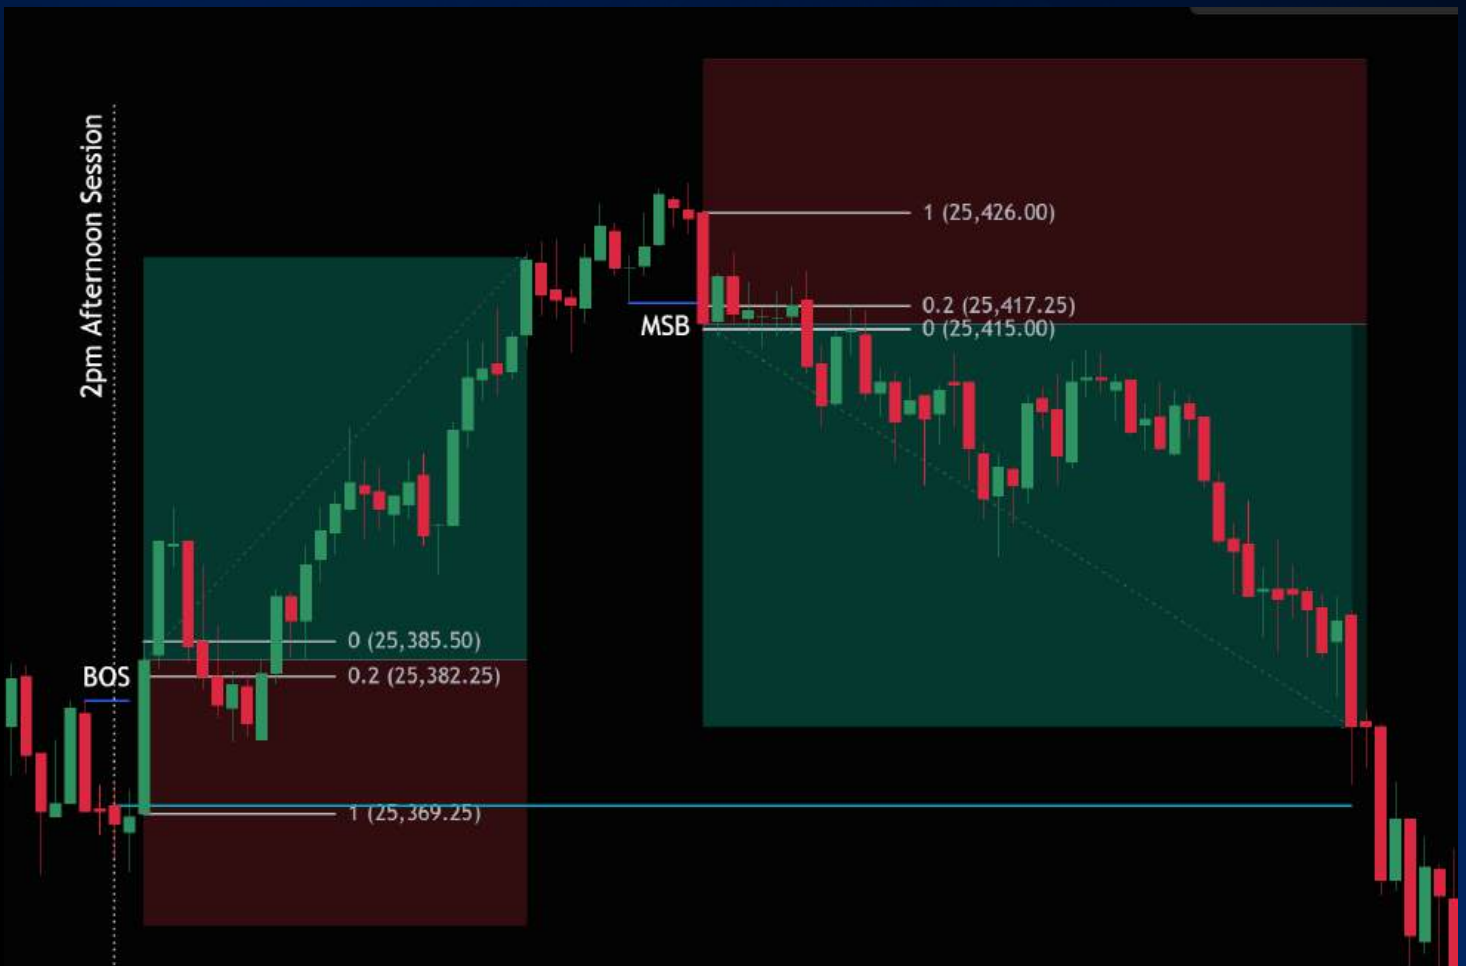 2pm Afternoon Session
1 (25,426.00)
0.2 (25,417.25)
MSB
0 (25,415.00)
0 (25,385.50)
BOS
0.2 (25,382.25)
1 (25,369.25)